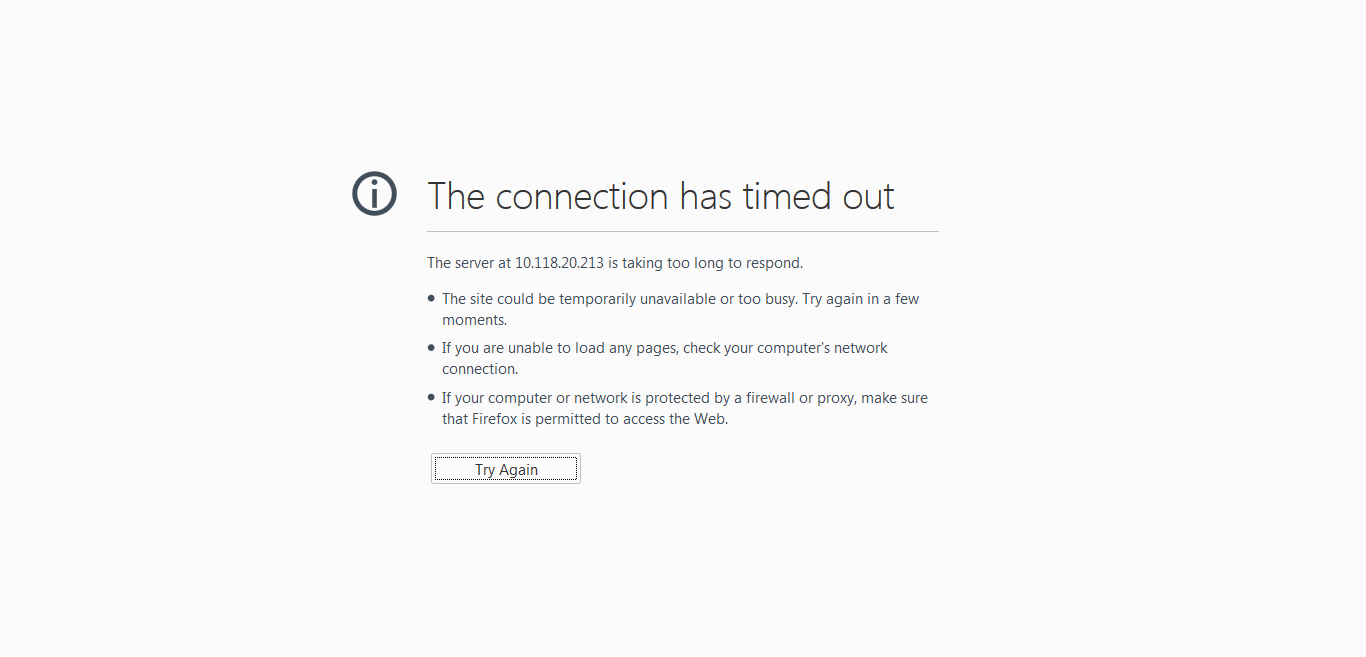 The connection has timed out
The server at 10.118.20.213 is taking too long to respond.
The site could be temporarily unavailable or too busy. Try again in a few
moments.
If you are unable to load any pages, check your computer's network
connection.
If your computer or network is protected by a firewall or proxy, make sure
that Firefox is permitted to access the Web.
Try Again